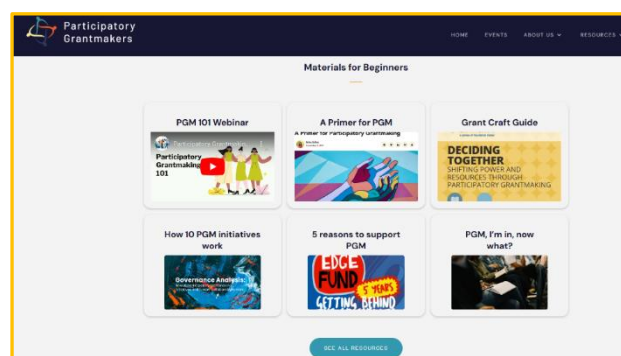 Participatory
Grantmakers
HOME EVENTS ABOUT US RESOURCES
Materials for Beginners
PGM 101 Webinar
Participatory
Participatory
Grantmaking
101
A Primer for PGM
A Primer for Participatory Grantmaking
Grant Craft Guide
DECIDING
TOGETHER
SHIFTING POWER AND
RESOURCES THROUGH
PARTICIPATORY GRANTMAKING
How 10 PGM initiatives
work
Governance Analysis:
5 reasons to support
PGM
EDGE
FUND
5 YEARS
GETTING BEHIND
PGM, I'm in, now
what?
SEE ALL RESOURCES